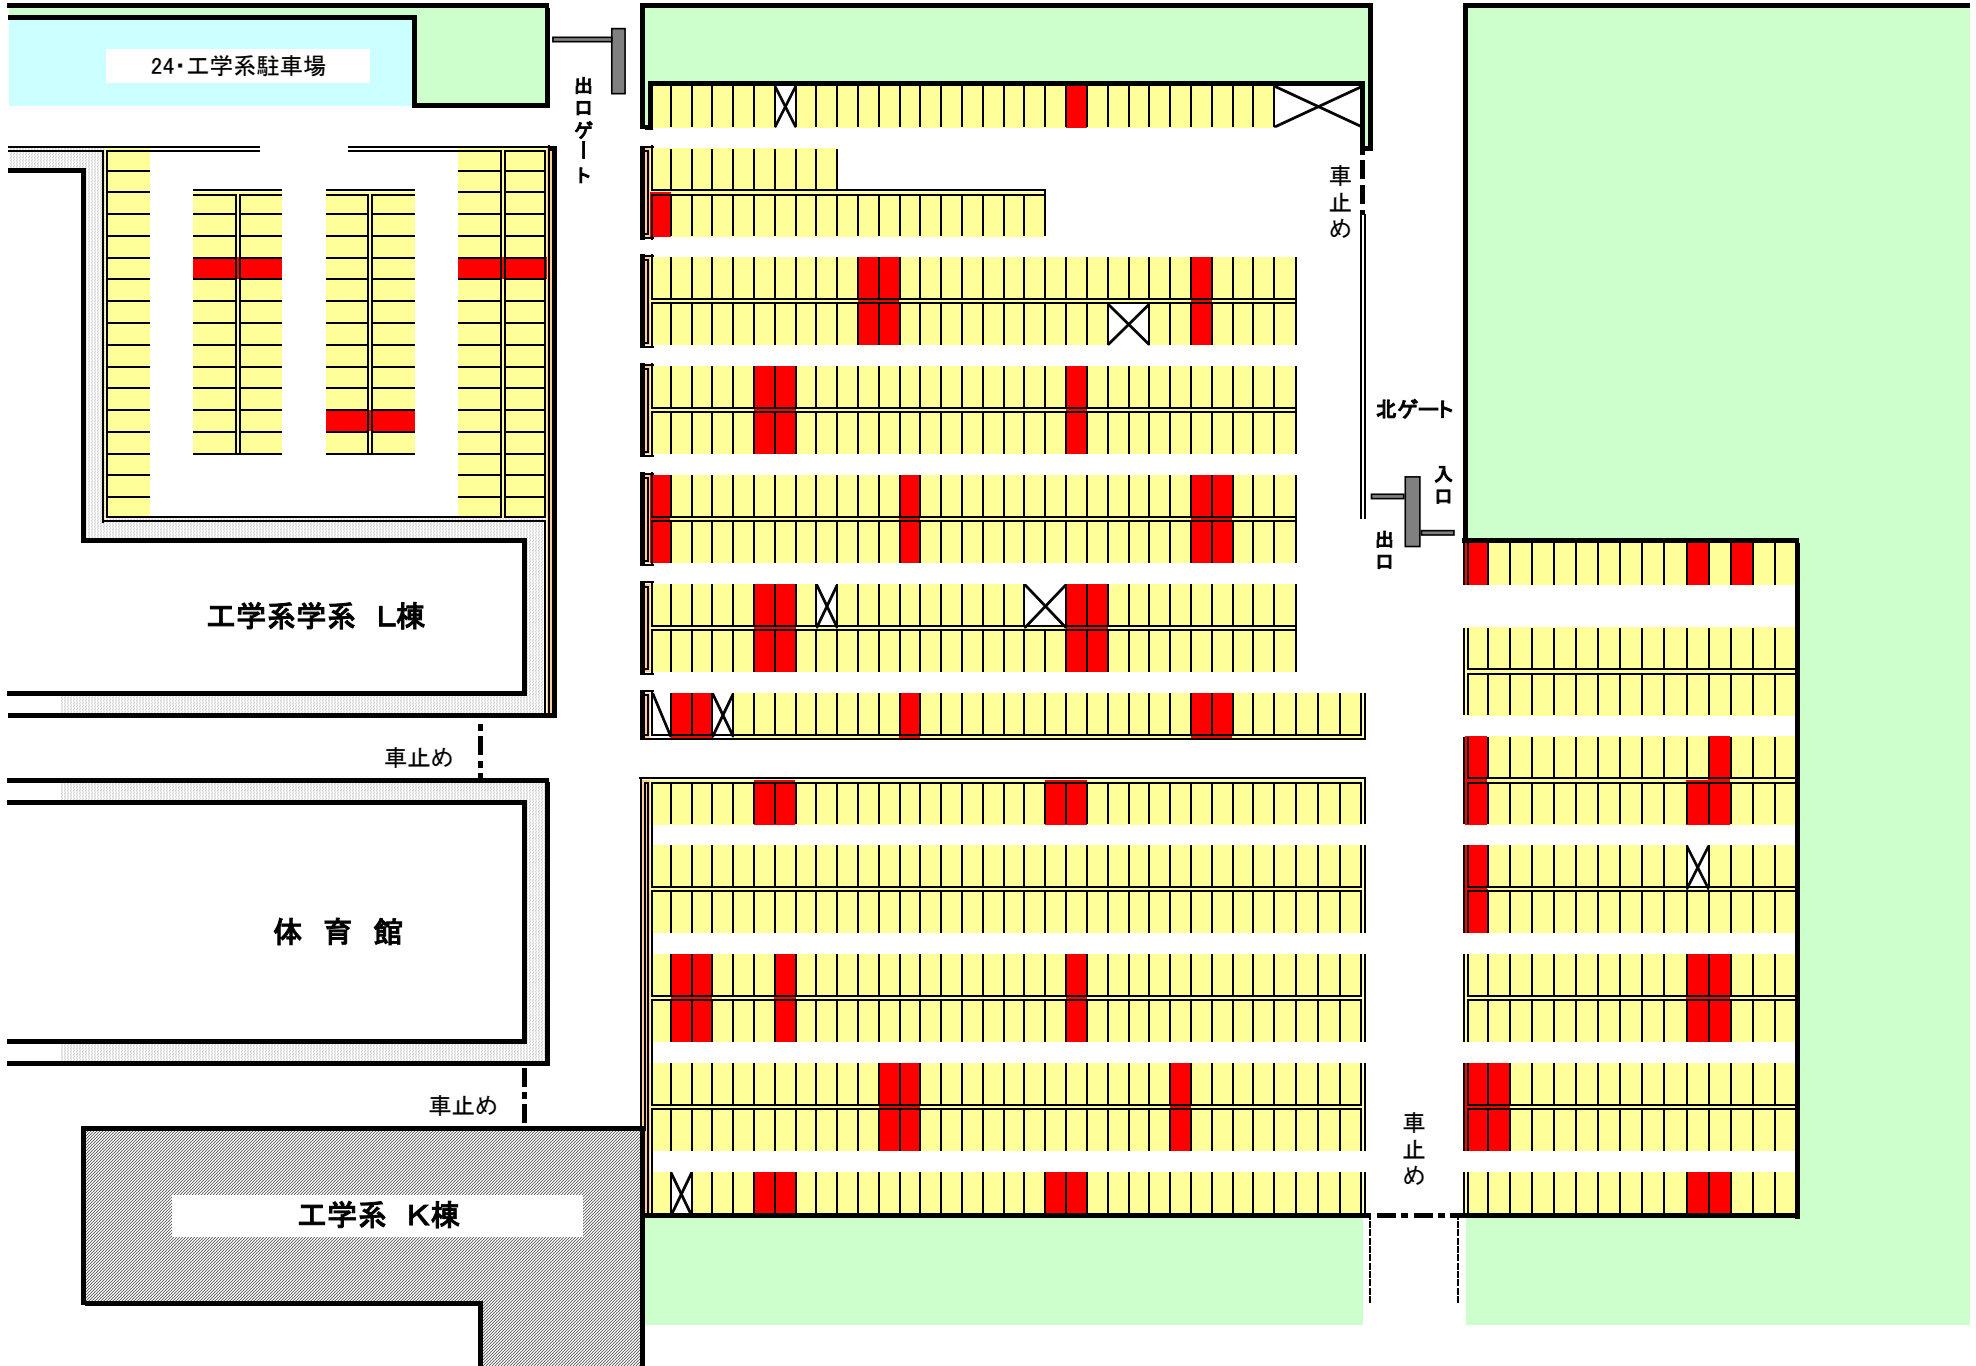 24・工学系駐車場
出口ゲート
車止め
北ゲート
入口
出口
工学系学系 L棟
車止め
体 育 館
車止め
車止め
工学系 K棟